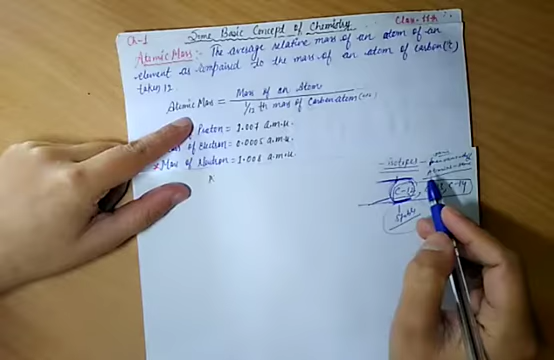 Ch-1
Some Basic Concept of Chemistry
Class-11th
Atomic Mass:- The average relative mass of an atom of an
element as compaired to the mass of an atom of carbon
taken 12.
Atomic Mass = Mass of an Atom
1/12 th mass of Carbon atom
Proton = 1.007 a.m.u.
of Electron = 0.0005 a.m.u.
* Mass of Neutron = 1.008 a.m.u.
- isotopes -
C-12, C-14